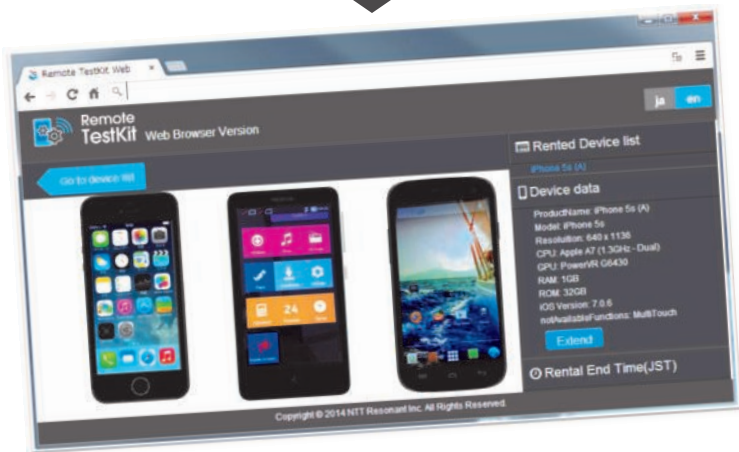 Remote TestKit Web
ja en
Remote
TestKit Web Browser Version
Go to device list
Rented Device list
iPhone 5s (A)
Device data
ProductName: iPhone 5s (A)
Model: iPhone 5s
Resolution: 640 x 1136
CPU: Apple A7 (1.3GHz - Dual)
GPU: PowerVR G6430
RAM: 1GB
ROM: 32GB
iOS Version: 7.0.6
notAvailableFunctions: MultiTouch
Extend
Rental End Time(JST)
24
Copyright © 2014 NTT Resonant Inc. All Rights Reserved.